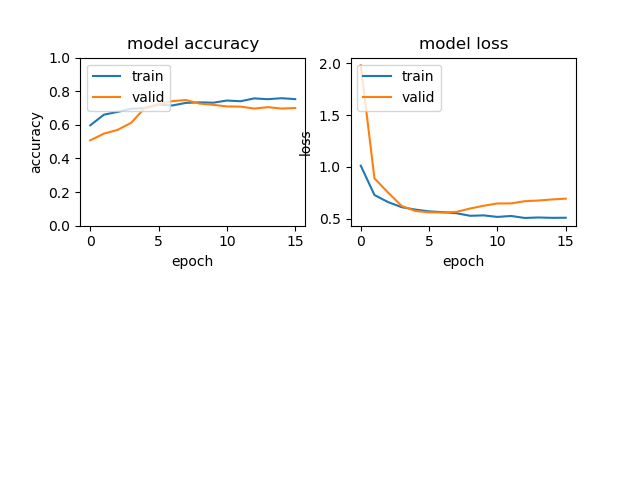 model accuracy
1.0
0.8
0.6
0.4
0.2
0.0
accuracy
train
valid
0 5 10 15
epoch
model loss
2.0
1.5
1.0
0.5
loss
train
valid
0 5 10 15
epoch